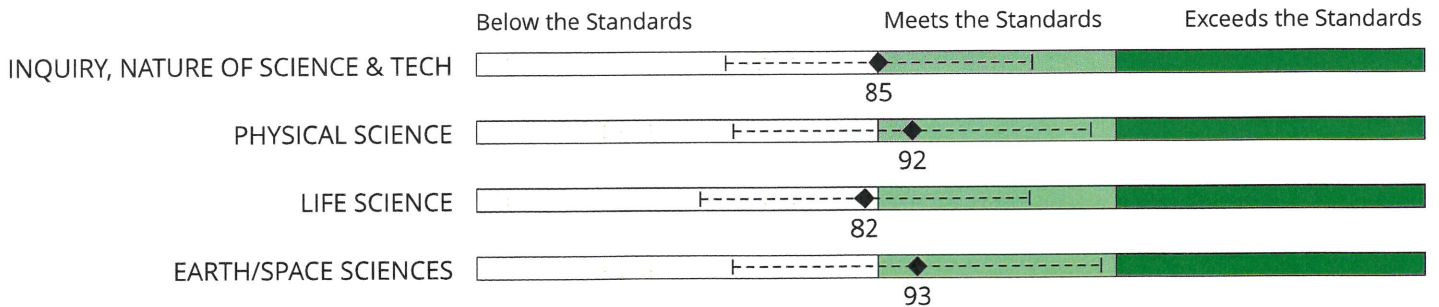 Below the Standards Meets the Standards Exceeds the Standards
INQUIRY, NATURE OF SCIENCE & TECH
85
PHYSICAL SCIENCE
92
LIFE SCIENCE
82
EARTH/SPACE SCIENCES
93